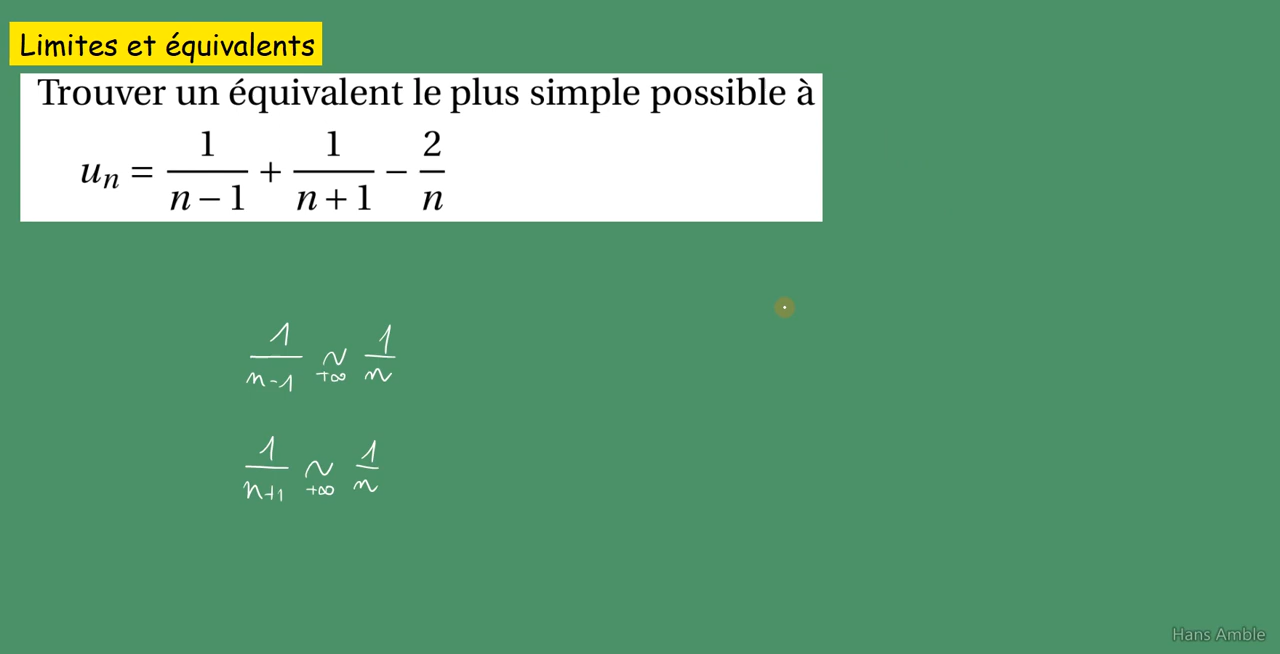 Limites et équivalents
Trouver un équivalent le plus simple possible à
uₙ = 1/(n − 1) + 1/(n + 1) − 2/n
1/(n-1) ~ +∞ 1/n
1/(n+1) ~ +∞ 1/n
Hans Amble